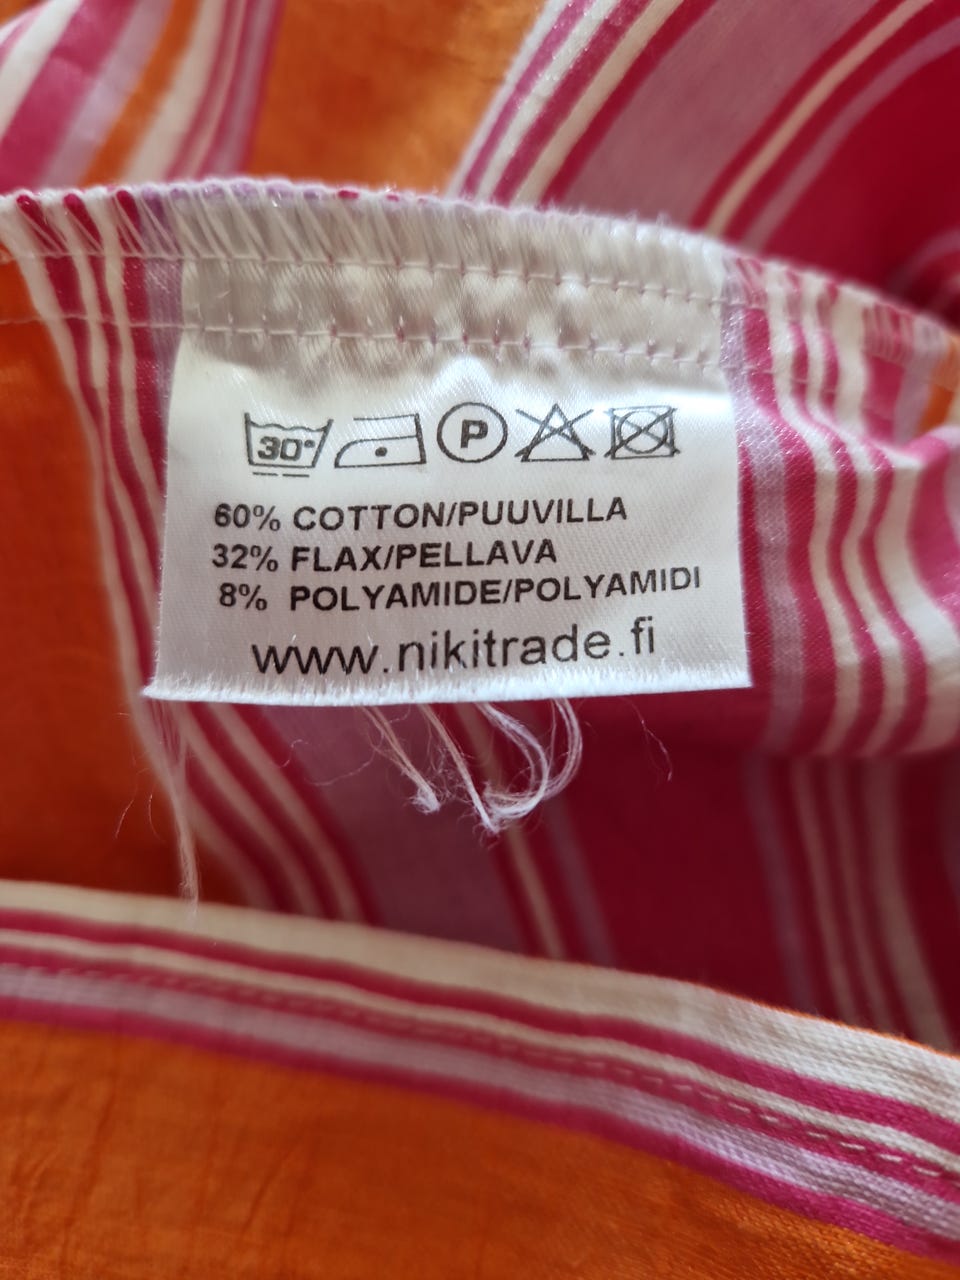 30°
P
60% COTTON/PUUVILLA
32% FLAX/PELLAVA
8% POLYAMIDE/POLYAMIDI
www.nikitrade.fi